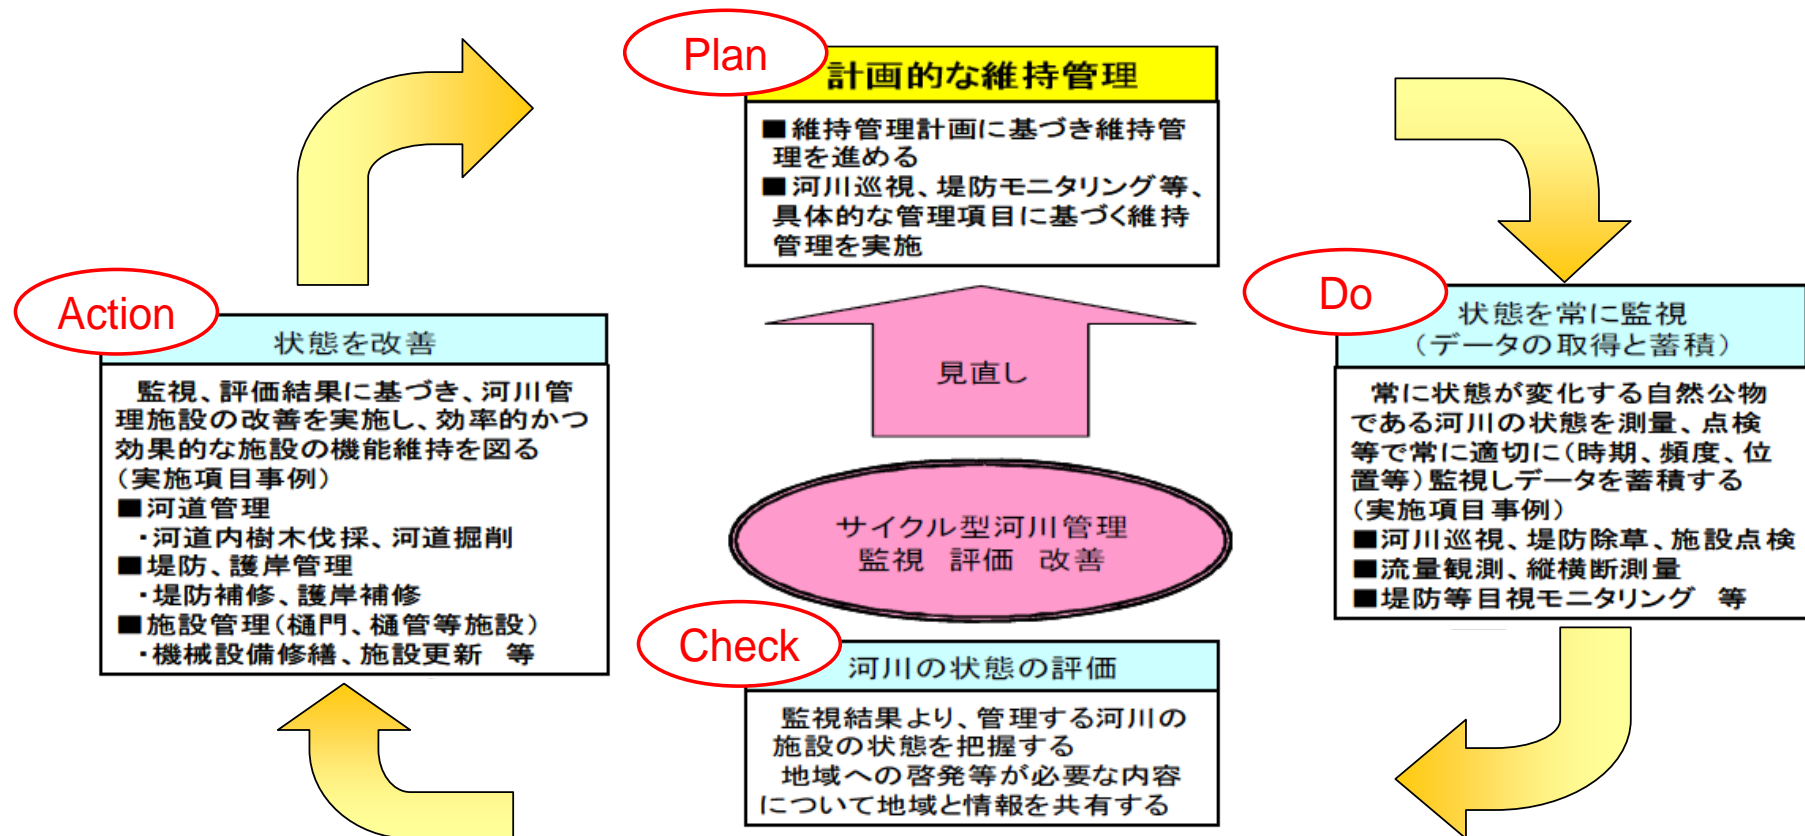 Plan
計画的な維持管理
■維持管理計画に基づき維持管
理を進める
■河川巡視、堤防モニタリング等、
具体的な管理項目に基づく維持
管理を実施
Do
状態を常に監視
（データの取得と蓄積）
常に状態が変化する自然公物
である河川の状態を測量、点検
等で常に適切に（時期、頻度、位
置等）監視しデータを蓄積する
（実施項目事例）
■河川巡視、堤防除草、施設点検
■流量観測、縦横断測量
■堤防等目視モニタリング 等
Check
河川の状態の評価
監視結果より、管理する河川の
施設の状態を把握する
地域への啓発等が必要な内容
について地域と情報を共有する
Action
状態を改善
監視、評価結果に基づき、河川管
理施設の改善を実施し、効率的かつ
効果的な施設の機能維持を図る
（実施項目事例）
■河道管理
・河道内樹木伐採、河道掘削
■堤防、護岸管理
・堤防補修、護岸補修
■施設管理（樋門、樋管等施設）
・機械設備修繕、施設更新 等
見直し
サイクル型河川管理
監視 評価 改善